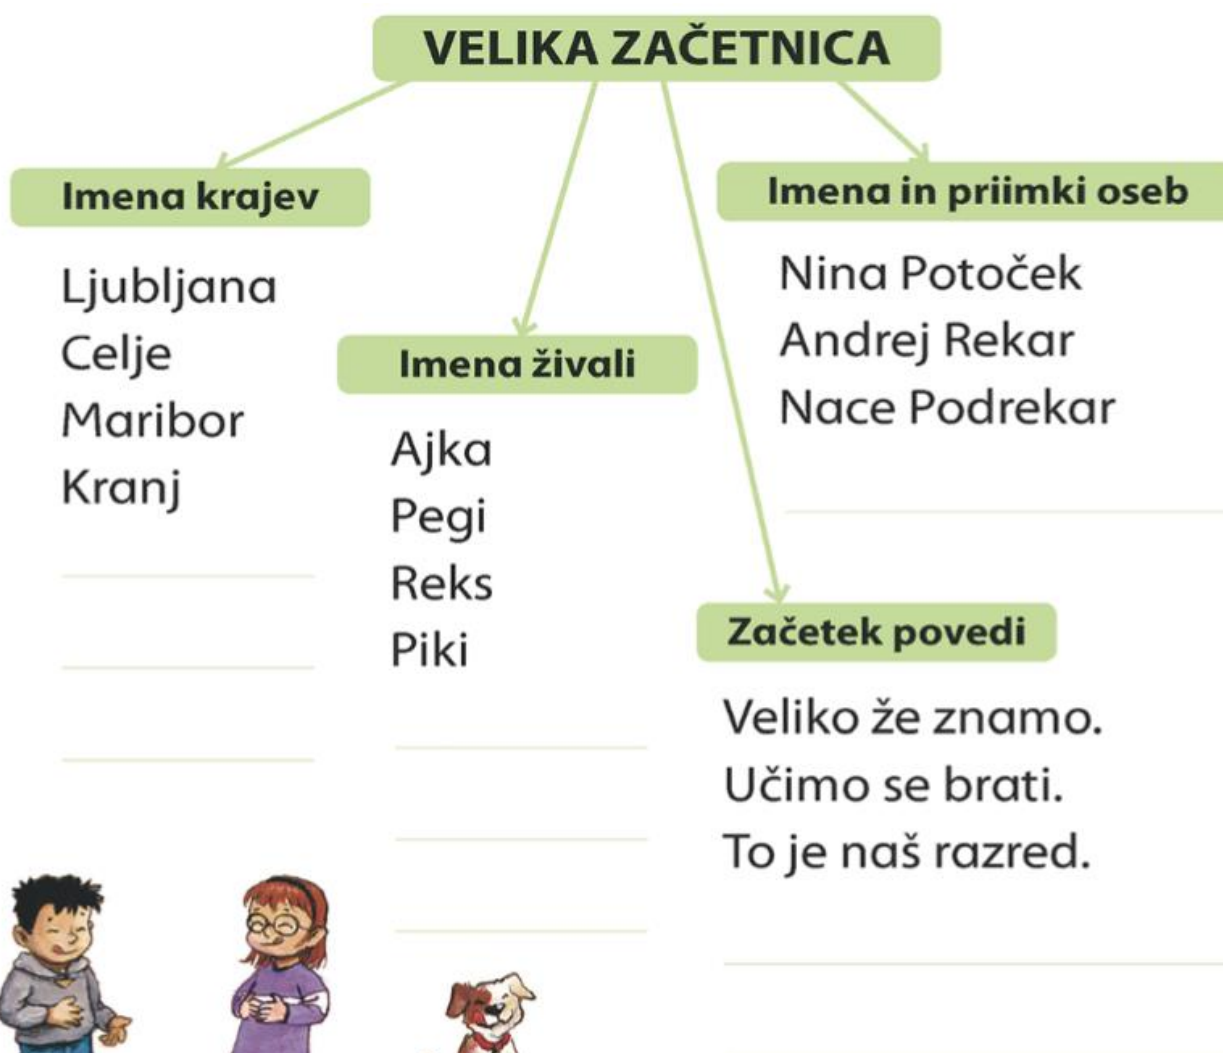 VELIKA ZAČETNICA
Imena krajev
Ljubljana
Celje
Maribor
Kranj
Imena živali
Ajka
Pegi
Reks
Piki
Imena in priimki oseb
Nina Potoček
Andrej Rekar
Nace Podrekar
Začetek povedi
Veliko že znamo.
Učimo se brati.
To je naš razred.